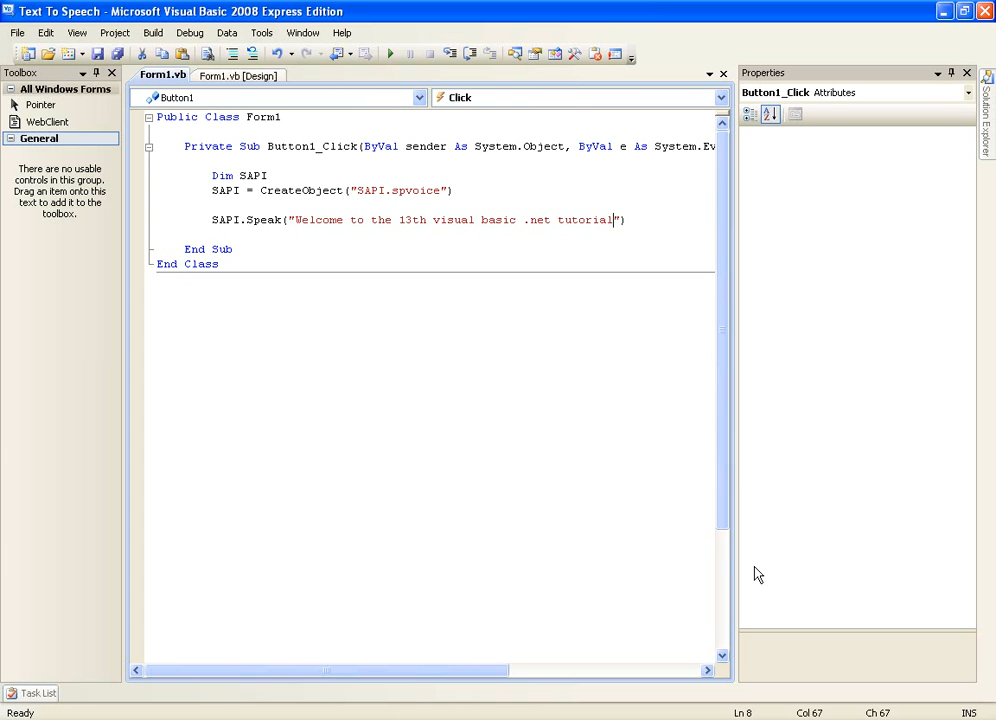 Text To Speech - Microsoft Visual Basic 2008 Express Edition
File Edit View Project Build Debug Data Tools Window Help
Toolbox
Form1.vb Form1.vb [Design]
Properties
All Windows Forms
Pointer
WebClient
General
There are no usable
controls in this group.
Drag an item onto this
text to add it to the
toolbox.
Button1 Click
Public Class Form1
Private Sub Button1_Click(ByVal sender As System.Object, ByVal e As System.Ev
Dim SAPI
SAPI = CreateObject("SAPI.spvoice")
SAPI.Speak("Welcome to the 13th visual basic .net tutorial")
End Sub
End Class
Button1_Click Attributes
Solution Explorer
Task List
Ready Ln 8 Col 67 Ch 67 INS